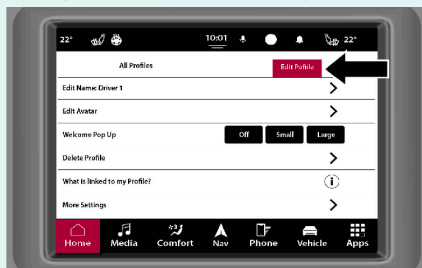 22° 10:01 22°
All Profiles Edit Pofiile
Edit Name: Driver 1
Edit Avatar
Welcome Pop Up Off Small Large
Delete Profile
What is linked to my Profile?
More Settings
Home Media Comfort Nav Phone Vehicle Apps